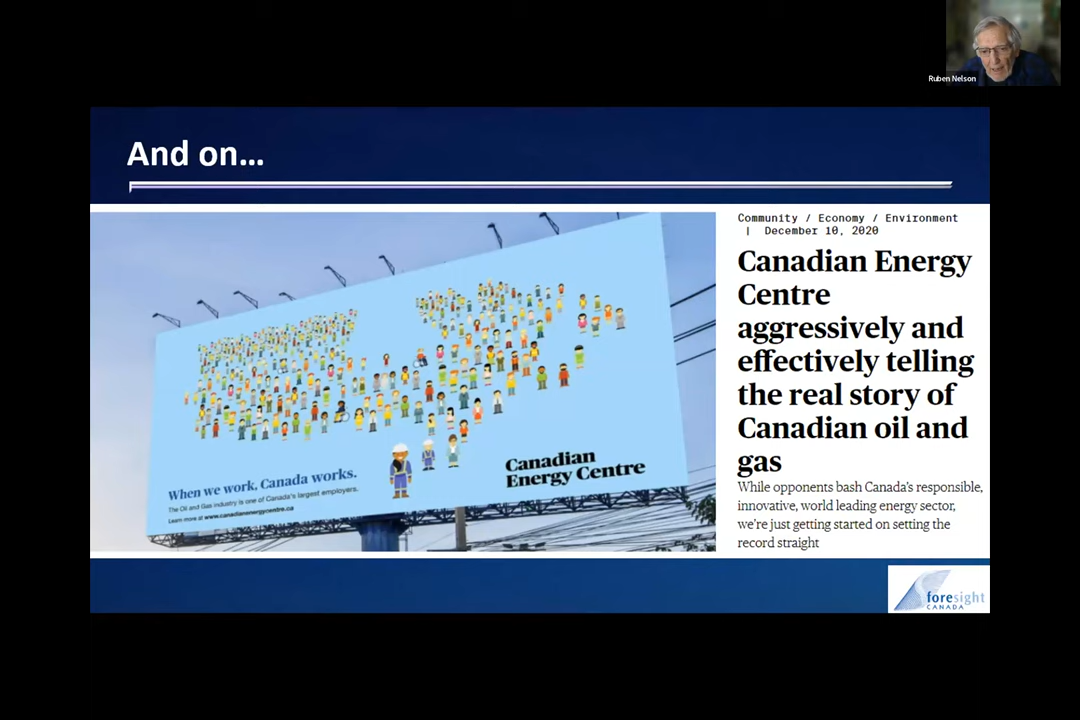 Ruben Nelson
And on...
When we work, Canada works.
The Oil and Gas industry is one of Canada's largest employers.
Learn more at www.canadianenergycentre.ca
Canadian
Energy Centre
Community / Economy / Environment
| December 10, 2020
Canadian Energy
Centre
aggressively and
effectively telling
the real story of
Canadian oil and
gas
While opponents bash Canada's responsible,
innovative, world leading energy sector,
we're just getting started on setting the
record straight
foresight
CANADA